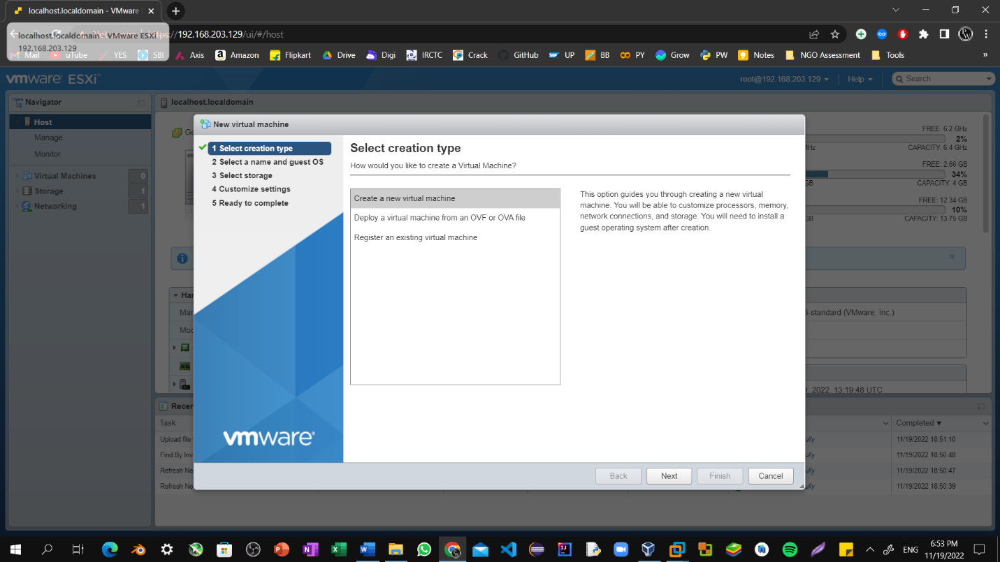 localhost.localdomain - VMware
localhost.localdomain - VMware ESXi
192.168.203.129
192.168.203.129/ui/#/host
Mail
uTube
YES
SBI
Axis
Amazon
Flipkart
Drive
Digi
IRCTC
Crack
GitHub
UP
BB
PY
Grow
PW
Notes
NGO Assessment
Tools
»
vmware ESXi™
root@192.168.203.129
Help
Search
Navigator
localhost.localdomain
Host
Manage
Monitor
Virtual Machines 0
Storage 1
Networking 1
FREE: 6.2 GHz
2%
CAPACITY: 6.4 GHz
FREE: 2.66 GB
34%
CAPACITY: 4 GB
FREE: 12.34 GB
10%
CAPACITY: 13.75 GB
New virtual machine
1 Select creation type
2 Select a name and guest OS
3 Select storage
4 Customize settings
5 Ready to complete
vmware®
Select creation type
How would you like to create a Virtual Machine?
Create a new virtual machine
Deploy a virtual machine from an OVF or OVA file
Register an existing virtual machine
This option guides you through creating a new virtual
machine. You will be able to customize processors, memory,
network connections, and storage. You will need to install a
guest operating system after creation.
Back
Next
Finish
Cancel
-standard (VMware, Inc.)
2022, 13:19:48 UTC
Task
Completed ▼
Upload file
11/19/2022 18:51:10
Find By Inv
11/19/2022 18:50:48
Refresh Ne
11/19/2022 18:50:47
Refresh Ne
11/19/2022 18:50:39
ENG
6:53 PM
11/19/2022